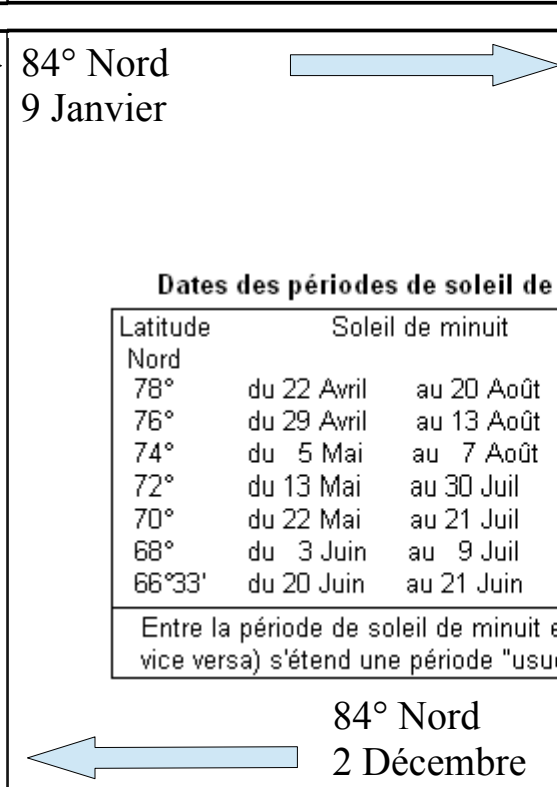 84° Nord
9 Janvier
Dates des périodes de soleil de
Latitude Soleil de minuit
Nord
78° du 22 Avril au 20 Août
76° du 29 Avril au 13 Août
74° du 5 Mai au 7 Août
72° du 13 Mai au 30 Juil
70° du 22 Mai au 21 Juil
68° du 3 Juin au 9 Juil
66°33' du 20 Juin au 21 Juin
Entre la période de soleil de minuit
vice versa) s'étend une période
84° Nord
2 Décembre